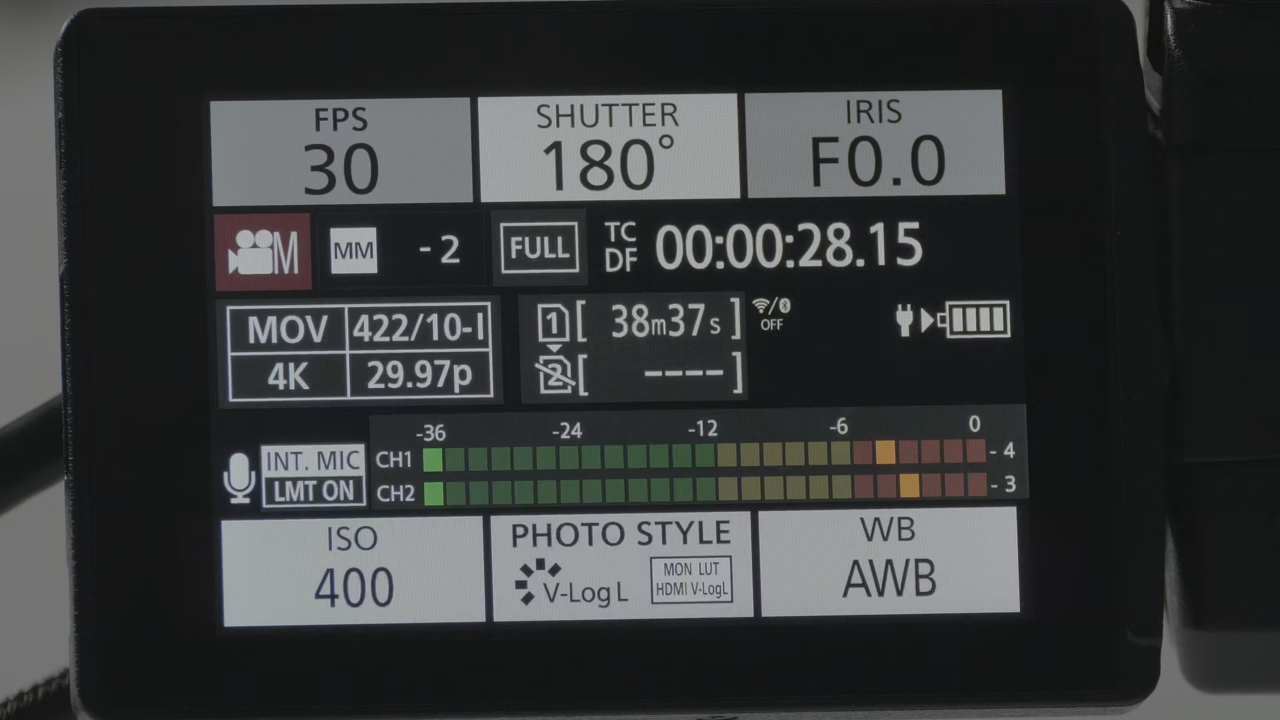 FPS SHUTTER IRIS
30 180° F0.0
M MM -2 FULL TC DF 00:00:28.15
MOV 422/10-I 1 [ 38m37s ] OFF
4K 29.97p 2 [ ---- ]
-36 -24 -12 -6 0
INT. MIC CH1 -4
LMT ON CH2 -3
ISO PHOTO STYLE WB
400 V-Log L MON LUT HDMI V-LogL AWB